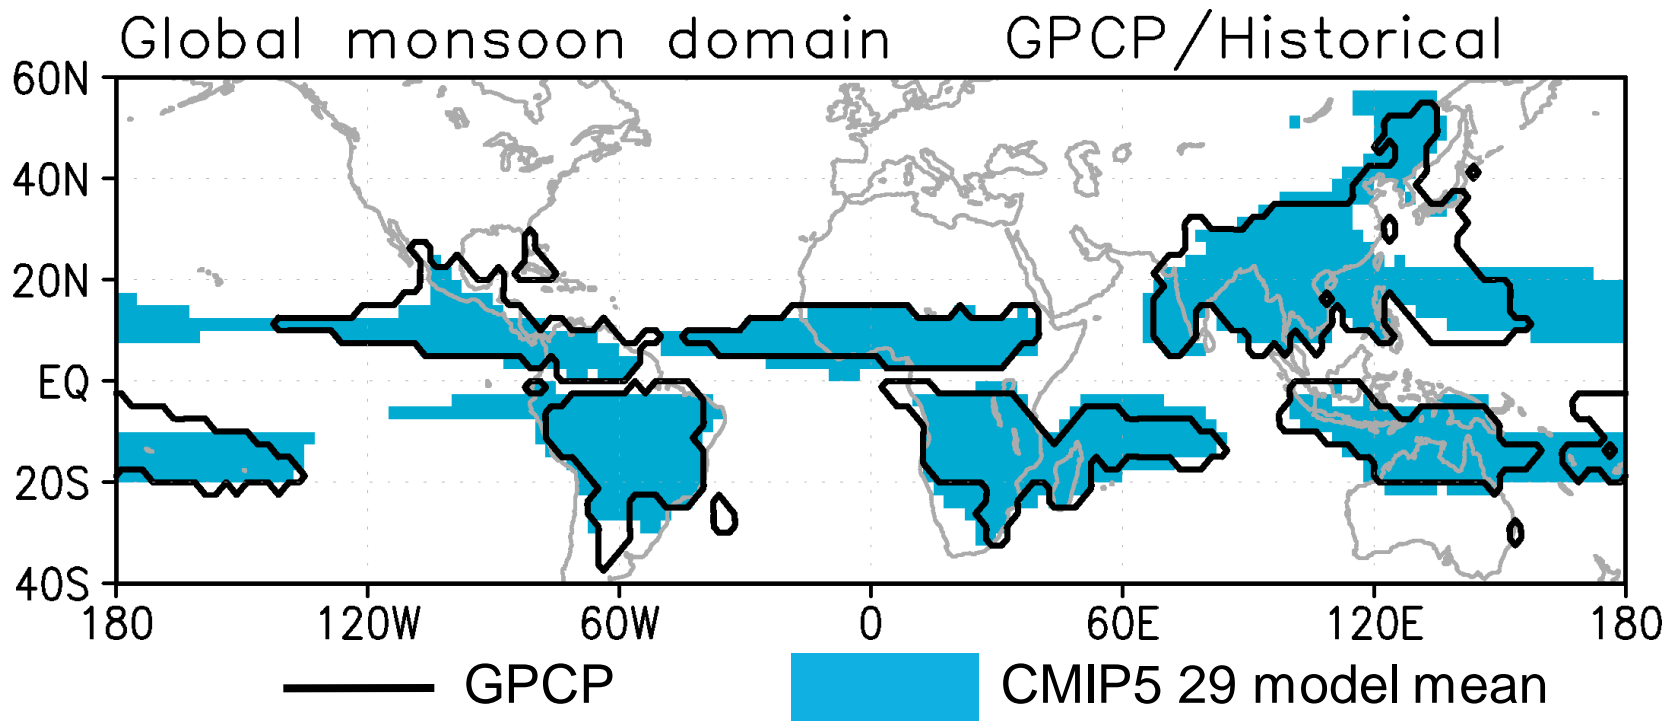 Global monsoon domain GPCP/Historical
60N
40N
20N
EQ
20S
40S
180 120W 60W 0 60E 120E 180
GPCP CMIP5 29 model mean